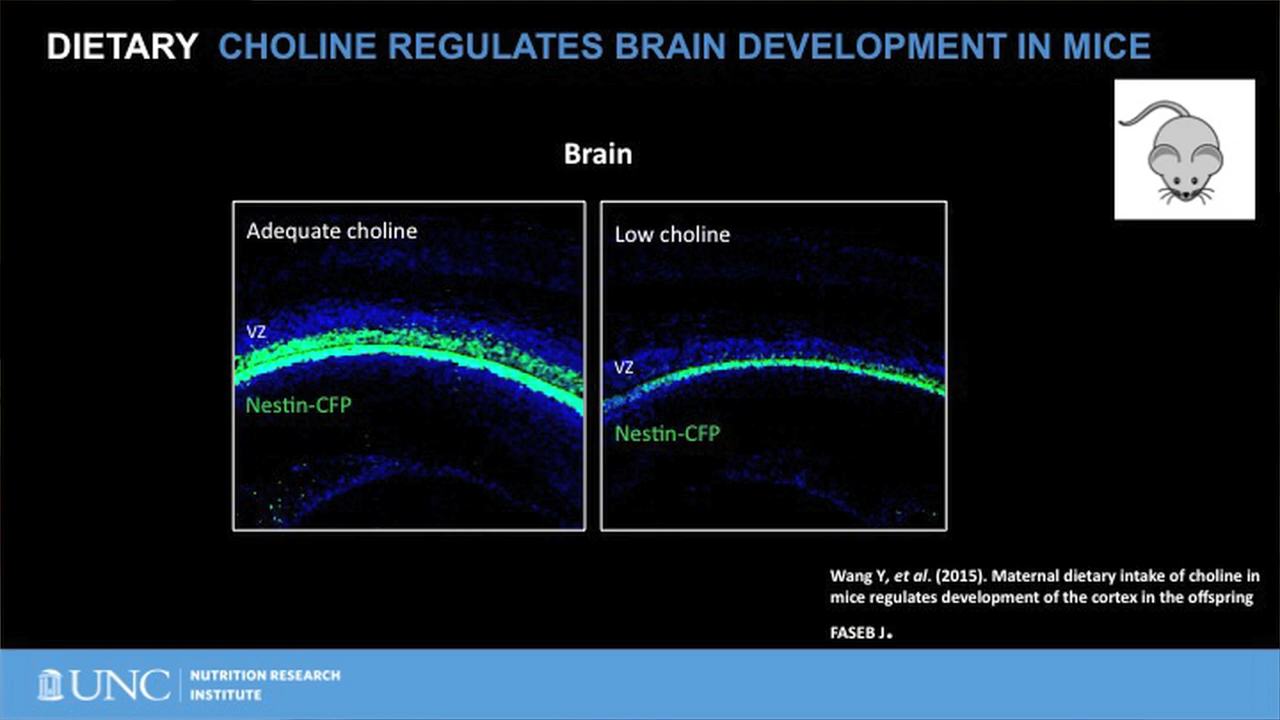 DIETARY CHOLINE REGULATES BRAIN DEVELOPMENT IN MICE
Brain
Adequate choline
VZ
Nestin-CFP
Low choline
VZ
Nestin-CFP
Wang Y, et al. (2015). Maternal dietary intake of choline in
mice regulates development of the cortex in the offspring
FASEB J.
UNC
NUTRITION RESEARCH
INSTITUTE